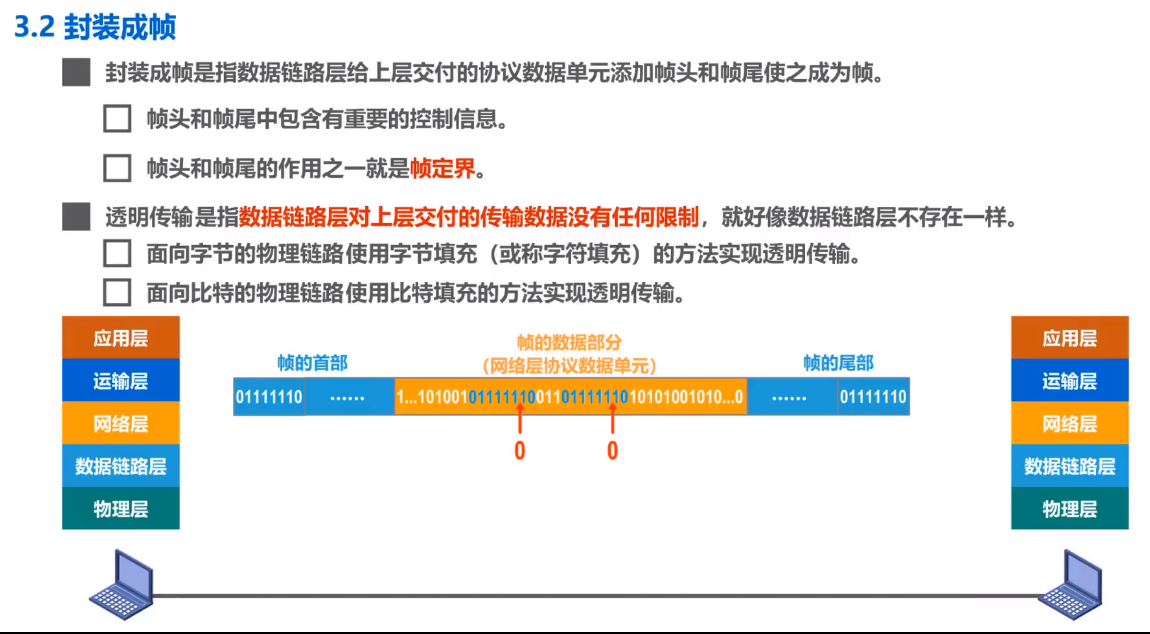 3.2 封装成帧
封装成帧是指数据链路层给上层交付的协议数据单元添加帧头和帧尾使之成为帧。
帧头和帧尾中包含有重要的控制信息。
帧头和帧尾的作用之一就是帧定界。
透明传输是指数据链路层对上层交付的传输数据没有任何限制，就好像数据链路层不存在一样。
面向字节的物理链路使用字节填充（或称字符填充）的方法实现透明传输。
面向比特的物理链路使用比特填充的方法实现透明传输。
应用层
运输层
网络层
数据链路层
物理层
帧的首部
帧的数据部分
（网络层协议数据单元）
帧的尾部
01111110 ...... 1...1010010111111000110111111010101001010...0 ...... 01111110
0 0
应用层
运输层
网络层
数据链路层
物理层